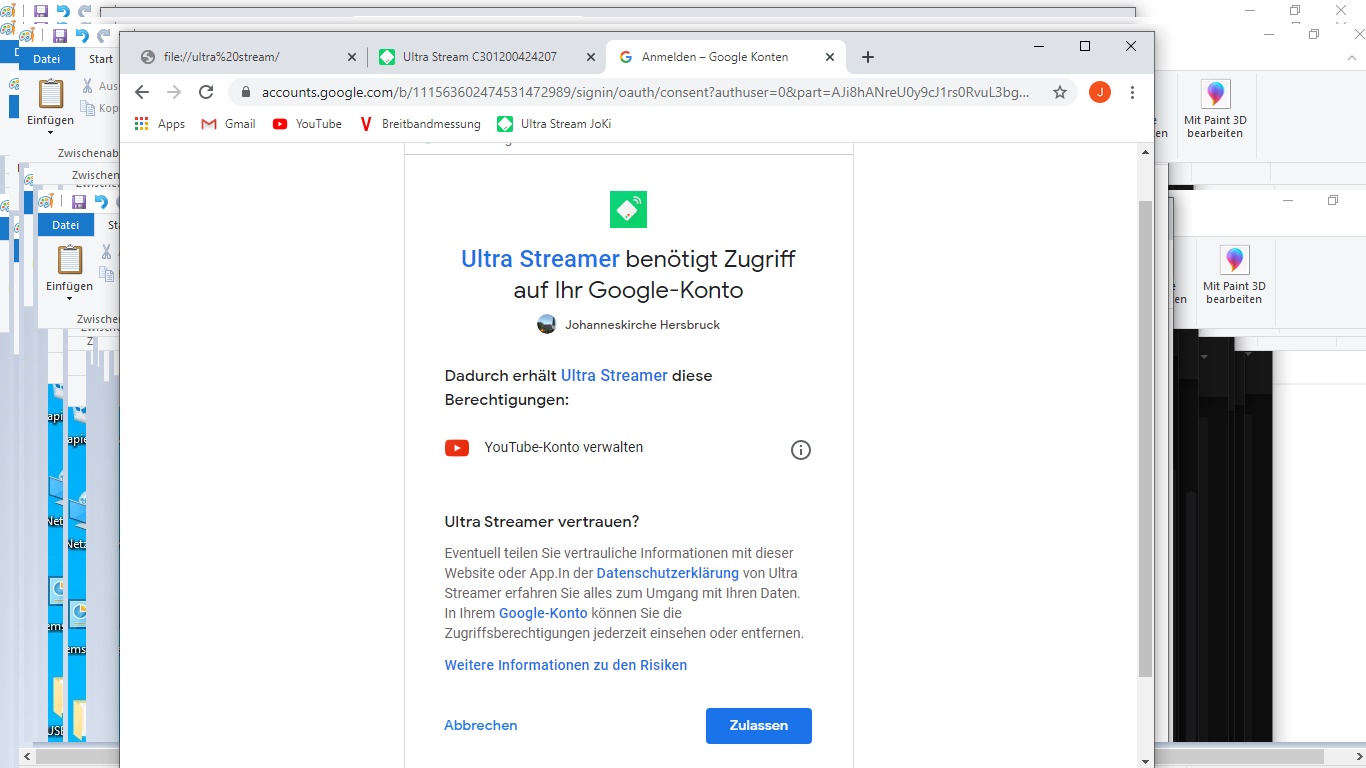 file://ultra%20stream/
Ultra Stream C301200424207
Anmelden – Google Konten
Datei
Start
accounts.google.com/b/111563602474531472989/signin/oauth/consent?authuser=0&part=AJi8hANreU0y9cJ1rs0RvuL3bg...
J
Aus
Kop
Einfügen
Apps
Gmail
YouTube
Breitbandmessung
Ultra Stream JoKi
Mit Paint 3D
bearbeiten
en
Zwischenab
Zwischen
Datei
St
Einfügen
Zwische
Mit Paint 3D
bearbeiten
en
Ultra Streamer benötigt Zugriff
auf Ihr Google-Konto
Johanneskirche Hersbruck
Dadurch erhält Ultra Streamer diese
Berechtigungen:
YouTube-Konto verwalten
Ultra Streamer vertrauen?
Eventuell teilen Sie vertrauliche Informationen mit dieser
Website oder App.In der Datenschutzerklärung von Ultra
Streamer erfahren Sie alles zum Umgang mit Ihren Daten.
In Ihrem Google-Konto können Sie die
Zugriffsberechtigungen jederzeit einsehen oder entfernen.
Weitere Informationen zu den Risiken
Abbrechen
Zulassen